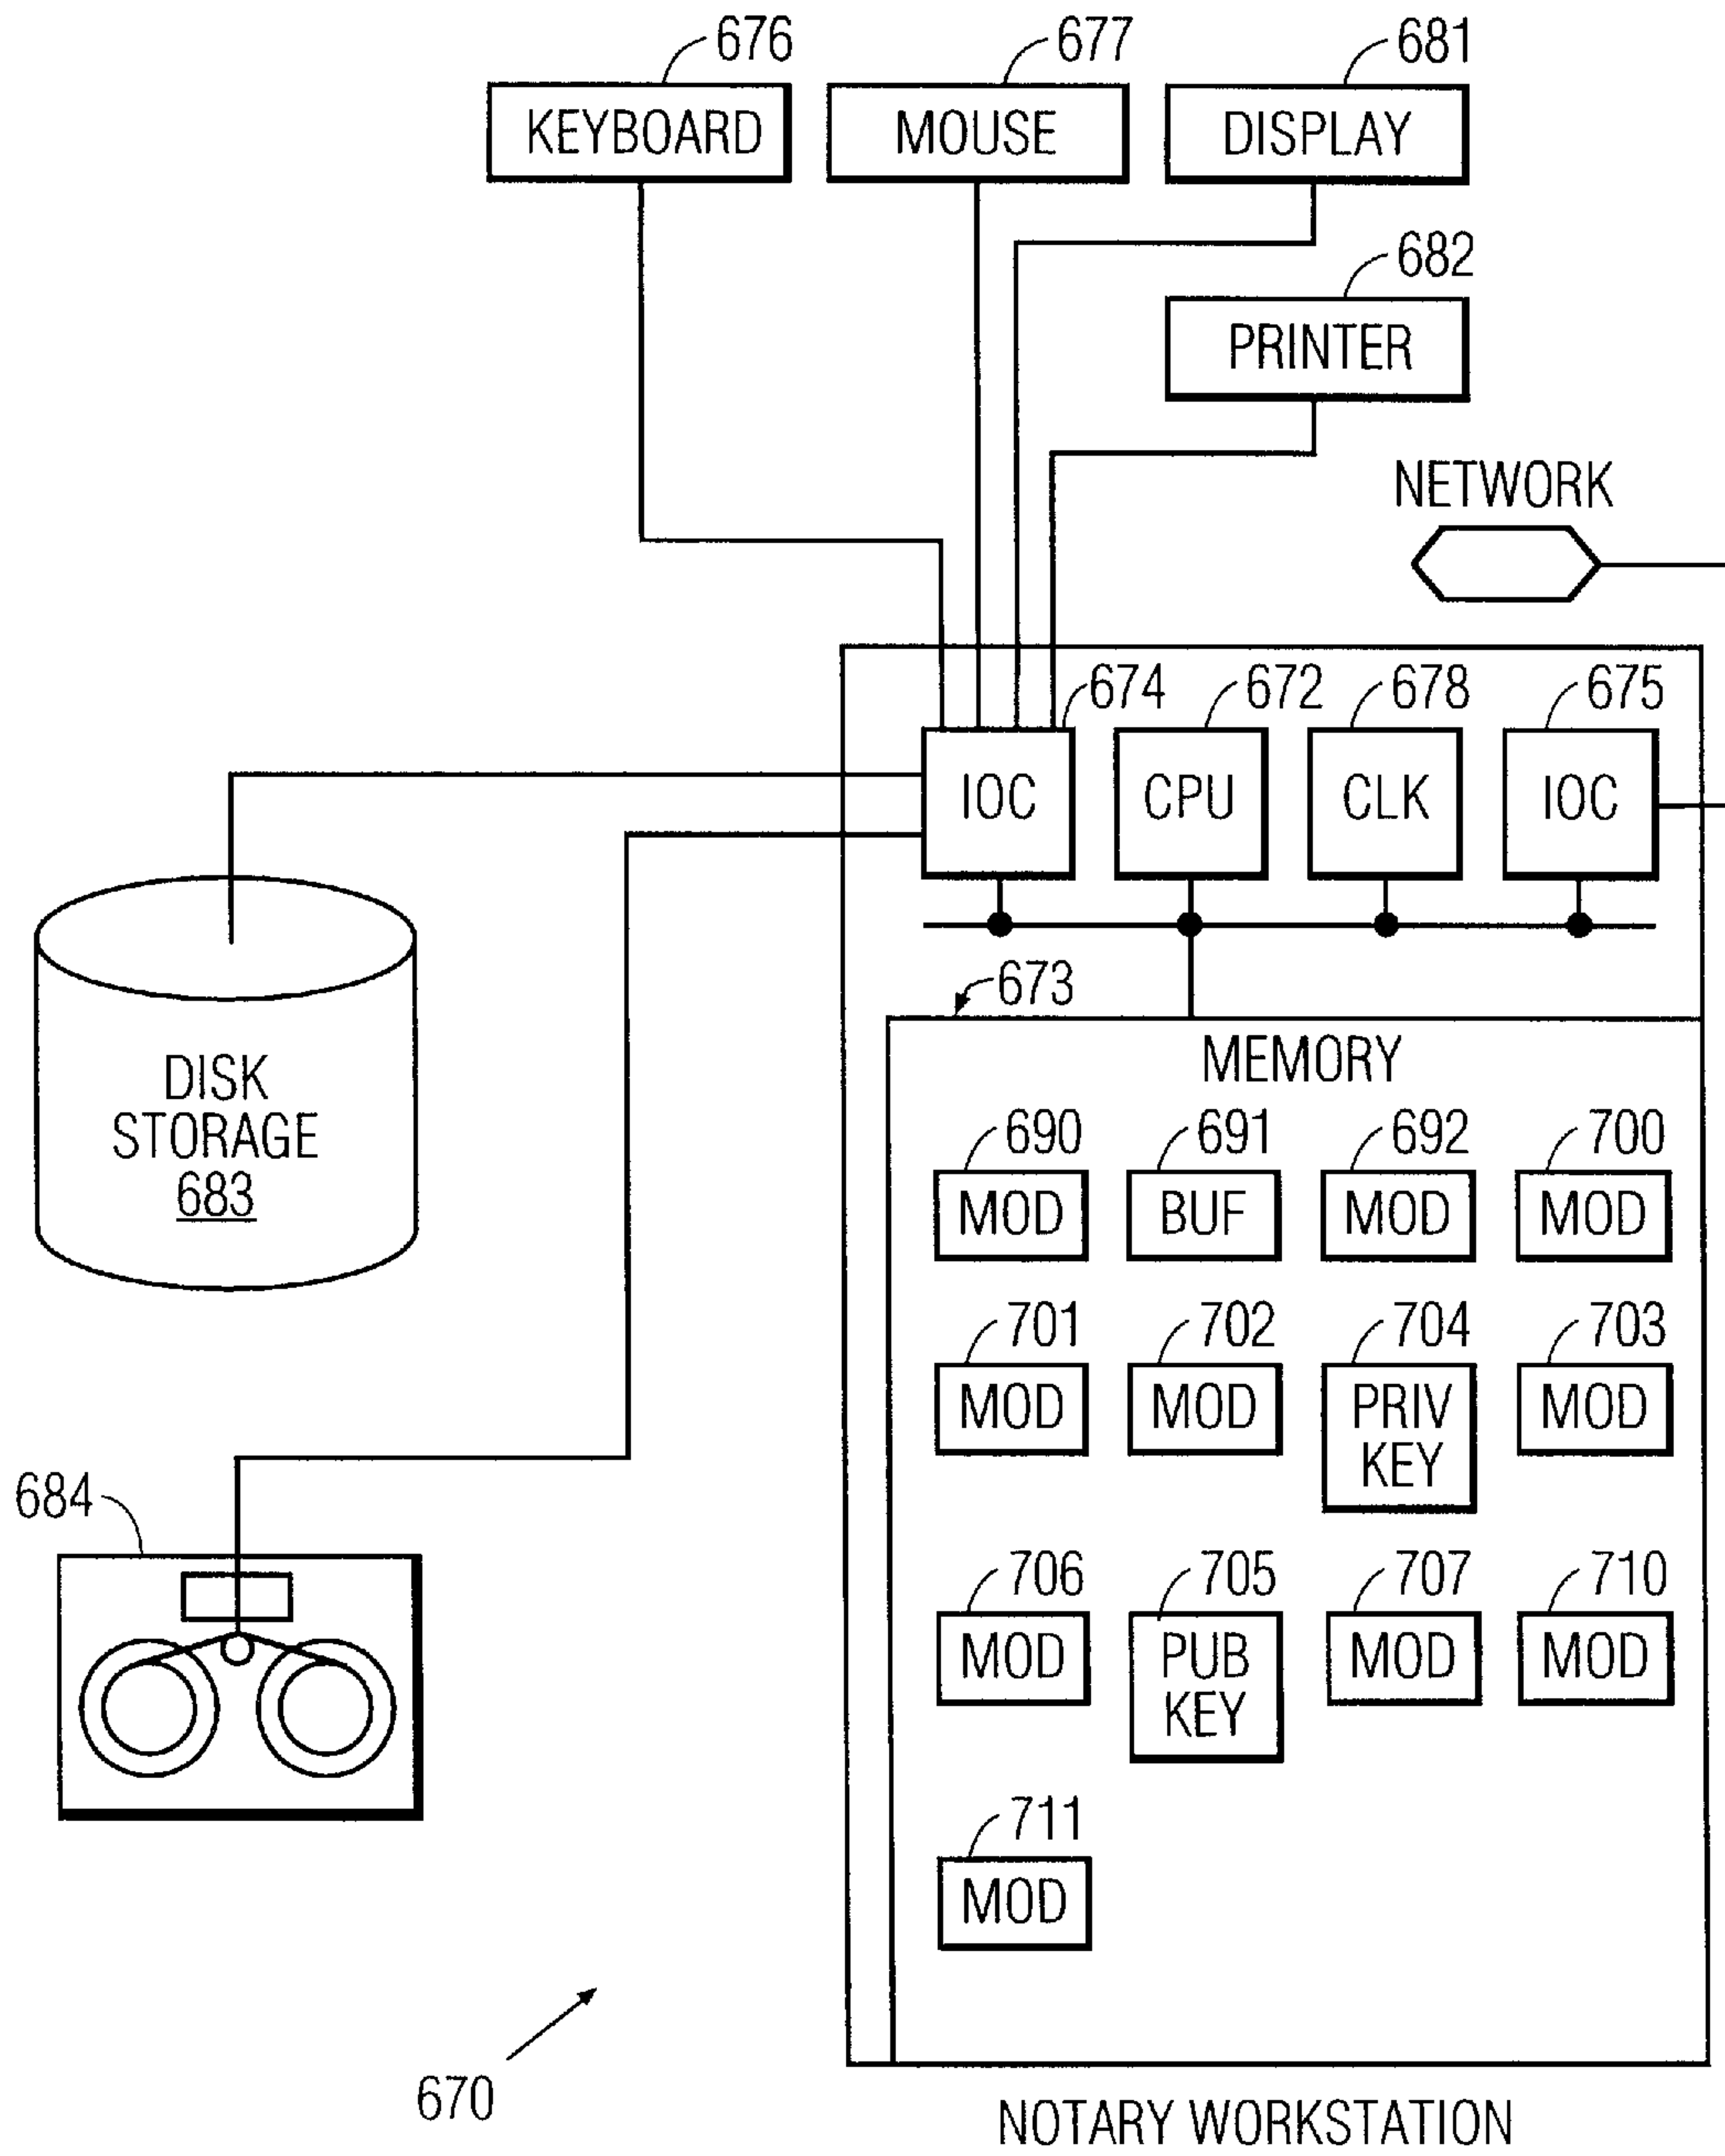 676
677
681
KEYBOARD
MOUSE
DISPLAY
682
PRINTER
NETWORK
674
672
678
675
IOC
CPU
CLK
IOC
673
MEMORY
DISK
STORAGE
683
690
691
692
700
MOD
BUF
MOD
MOD
701
702
704
703
MOD
MOD
PRIV
KEY
MOD
684
706
705
707
710
MOD
PUB
KEY
MOD
MOD
711
MOD
670
NOTARY WORKSTATION